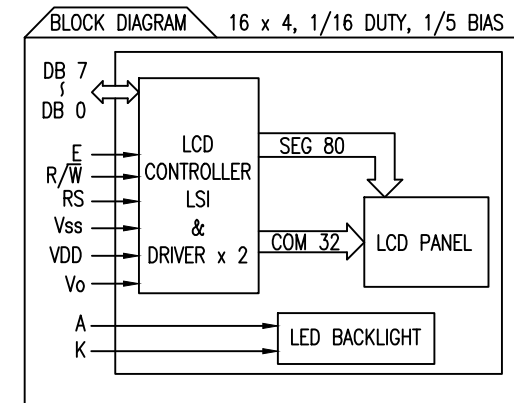 BLOCK DIAGRAM
16 x 4, 1/16 DUTY, 1/5 BIAS
DB 7
∫
DB 0
E
R/W̅
RS
Vss
VDD
Vo
A
K
LCD
CONTROLLER
LSI
&
DRIVER x 2
SEG 80
COM 32
LCD PANEL
LED BACKLIGHT